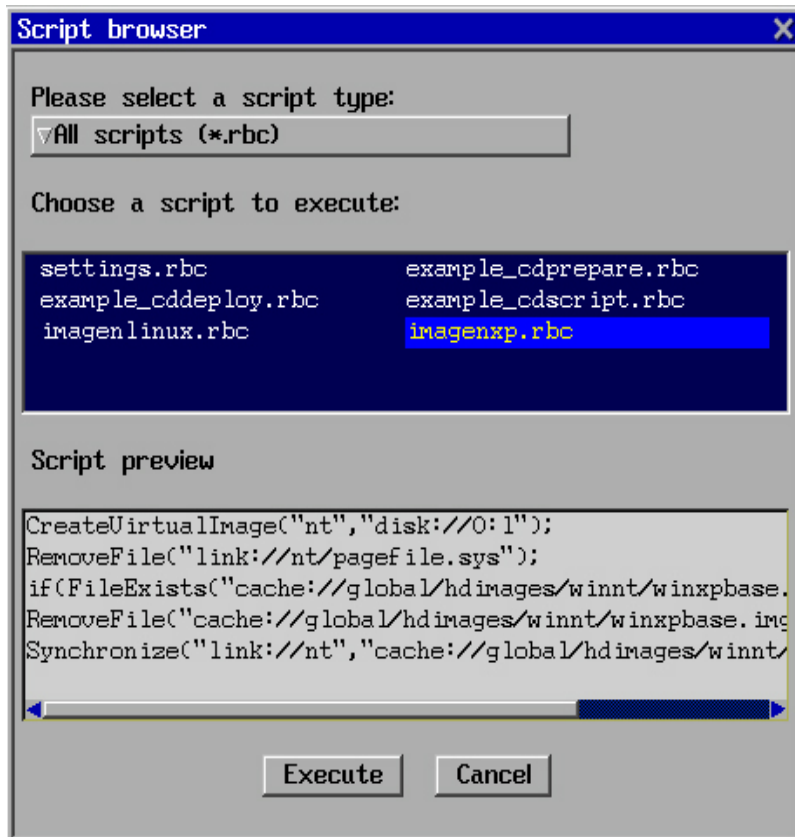 Script browser
Please select a script type:
All scripts (*.rbc)
Choose a script to execute:
settings.rbc example_cdprepare.rbc
example_cddeploy.rbc example_cdscript.rbc
imagenlinux.rbc imagenxp.rbc
Script preview
CreateVirtualImage("nt","disk://0:1");
RemoveFile("link://nt/pagefile.sys");
if(FileExists("cache://global/hdimages/winnt/winxpbase.
RemoveFile("cache://global/hdimages/winnt/winxpbase.img
Synchronize("link://nt","cache://global/hdimages/winnt/
Execute Cancel